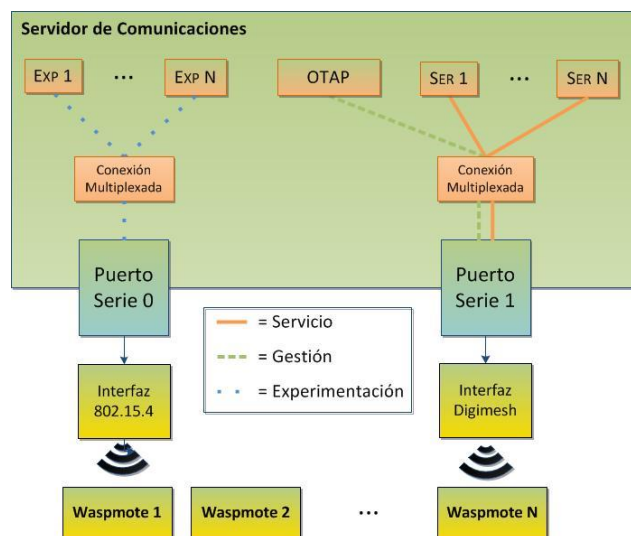 Servidor de Comunicaciones
EXP 1 ... EXP N OTAP SER 1 ... SER N
Conexión
Multiplexada
Conexión
Multiplexada
Puerto
Serie 0
Puerto
Serie 1
= Servicio
= Gestión
= Experimentación
Interfaz
802.15.4
Interfaz
Digimesh
Waspmote 1 Waspmote 2 ... Waspmote N